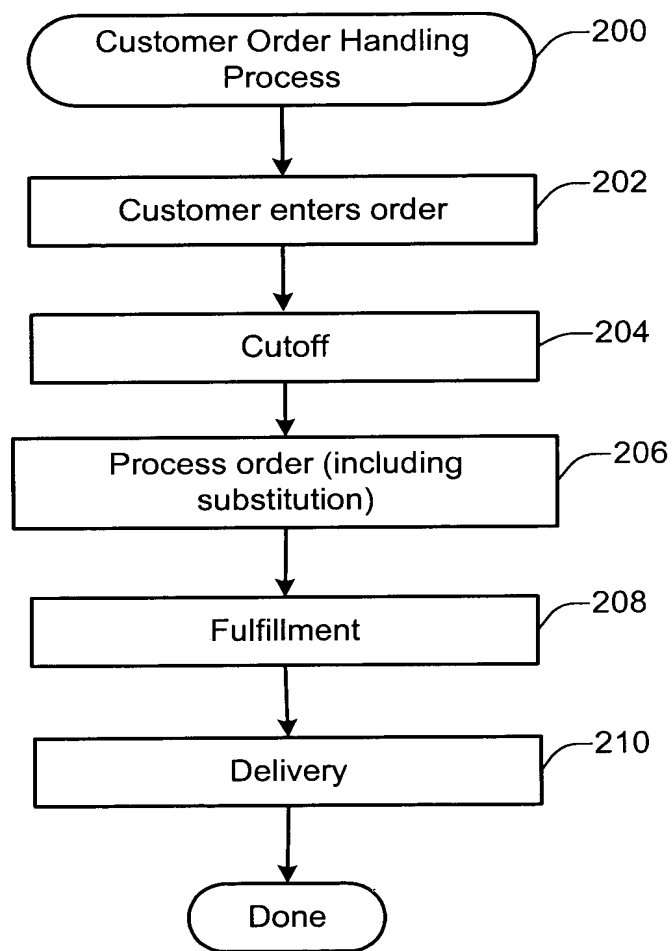 Customer Order Handling
Process
200
Customer enters order
202
Cutoff
204
Process order (including
substitution)
206
Fulfillment
208
Delivery
210
Done